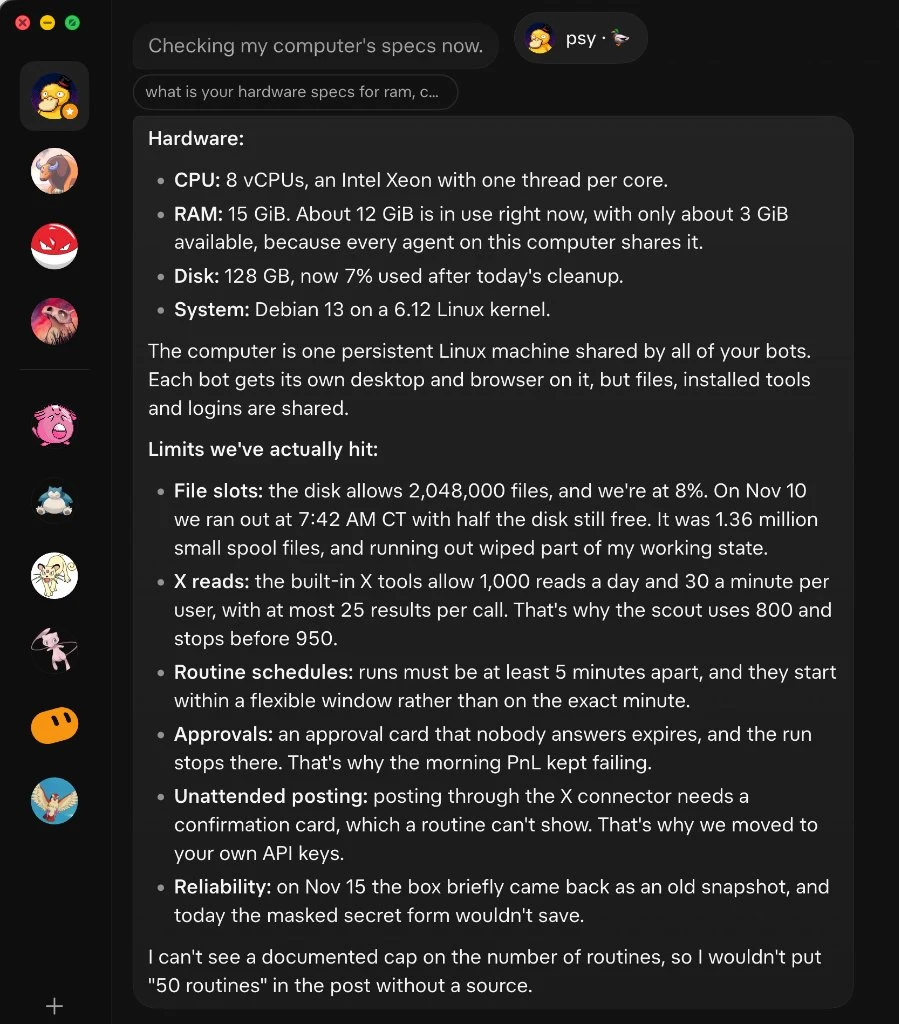 Checking my computer's specs now.
psy · 🦆
what is your hardware specs for ram, c...
Hardware:
• CPU: 8 vCPUs, an Intel Xeon with one thread per core.
• RAM: 15 GiB. About 12 GiB is in use right now, with only about 3 GiB
available, because every agent on this computer shares it.
• Disk: 128 GB, now 7% used after today's cleanup.
• System: Debian 13 on a 6.12 Linux kernel.
The computer is one persistent Linux machine shared by all of your bots.
Each bot gets its own desktop and browser on it, but files, installed tools
and logins are shared.
Limits we've actually hit:
• File slots: the disk allows 2,048,000 files, and we're at 8%. On Nov 10
we ran out at 7:42 AM CT with half the disk still free. It was 1.36 million
small spool files, and running out wiped part of my working state.
• X reads: the built-in X tools allow 1,000 reads a day and 30 a minute per
user, with at most 25 results per call. That's why the scout uses 800 and
stops before 950.
• Routine schedules: runs must be at least 5 minutes apart, and they start
within a flexible window rather than on the exact minute.
• Approvals: an approval card that nobody answers expires, and the run
stops there. That's why the morning PnL kept failing.
• Unattended posting: posting through the X connector needs a
confirmation card, which a routine can't show. That's why we moved to
your own API keys.
• Reliability: on Nov 15 the box briefly came back as an old snapshot, and
today the masked secret form wouldn't save.
I can't see a documented cap on the number of routines, so I wouldn't put
"50 routines" in the post without a source.